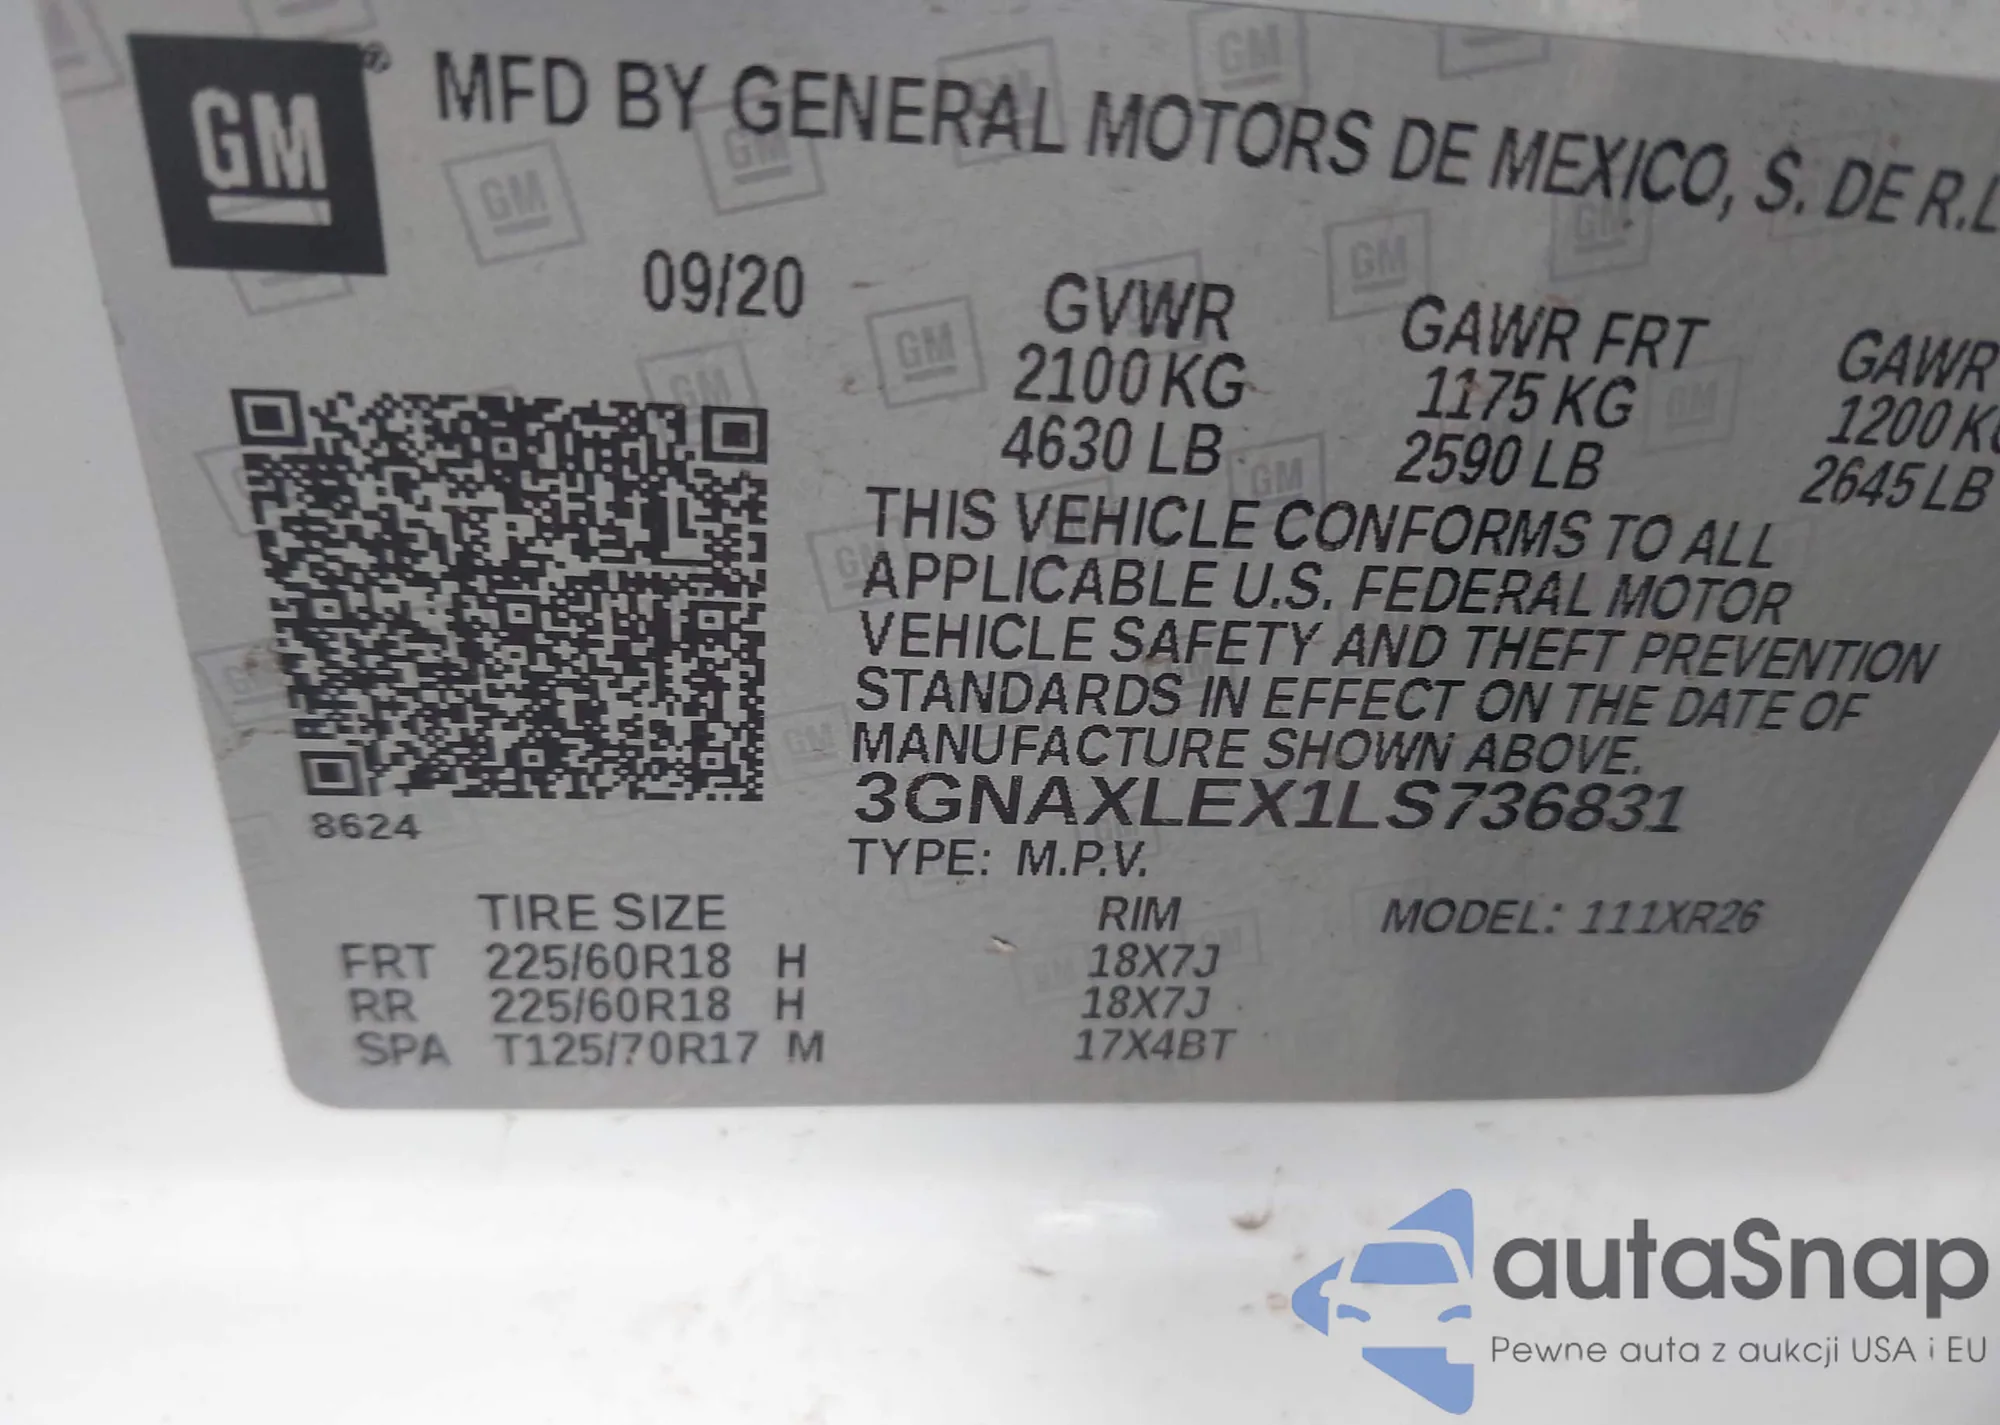 GM
MFD BY GENERAL MOTORS DE MEXICO, S. DE R.L
09/20 GVWR GAWR FRT GAWR
2100 KG 1175 KG 1200 KG
4630 LB 2590 LB 2645 LB
THIS VEHICLE CONFORMS TO ALL
APPLICABLE U.S. FEDERAL MOTOR
VEHICLE SAFETY AND THEFT PREVENTION
STANDARDS IN EFFECT ON THE DATE OF
MANUFACTURE SHOWN ABOVE.
3GNAXLEX1LS736831
8624
TYPE: M.P.V.
TIRE SIZE RIM MODEL: 111XR26
FRT 225/60R18 H 18X7J
RR 225/60R18 H 18X7J
SPA T125/70R17 M 17X4BT
autaSnap
Pewne auta z aukcji USA i EU